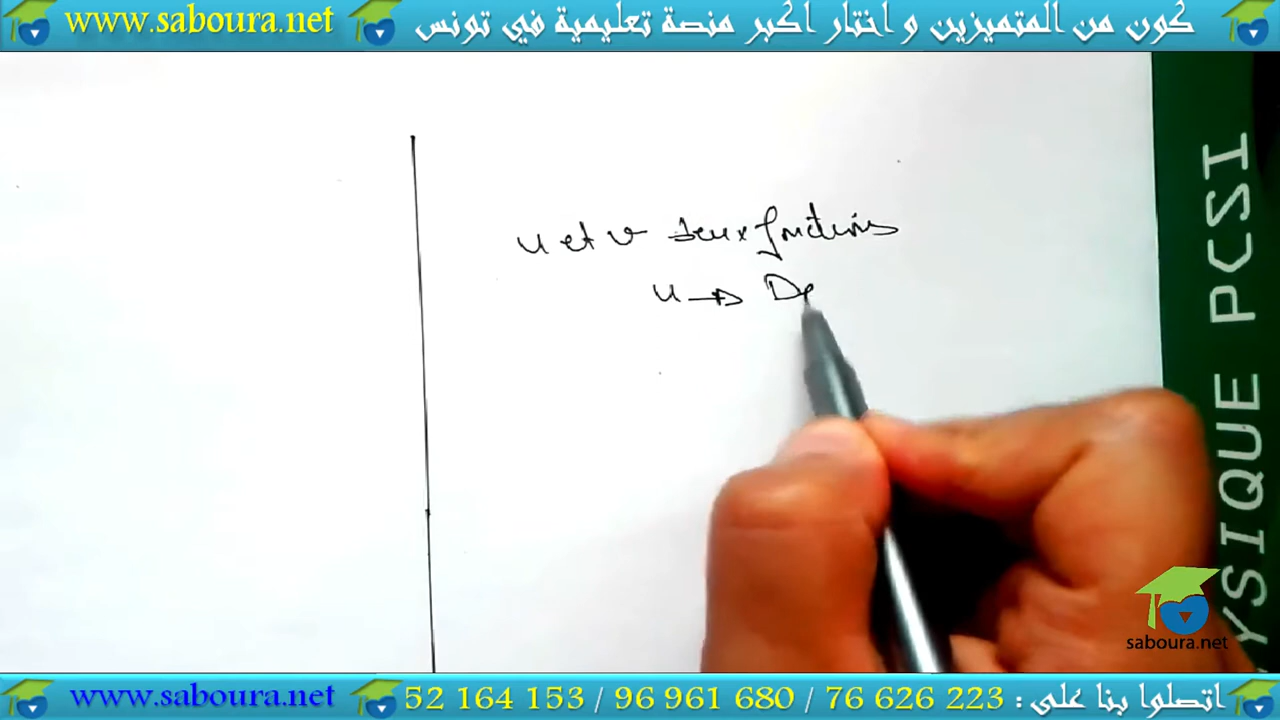 www.saboura.net كون من المتميزين و اختار اكبر منصة تعليمية في تونس
u et v deux fonctions
u → De
PHYSIQUE PCSI
saboura.net
www.saboura.net اتصلوا بنا على : 52 164 153 / 96 961 680 / 76 626 223